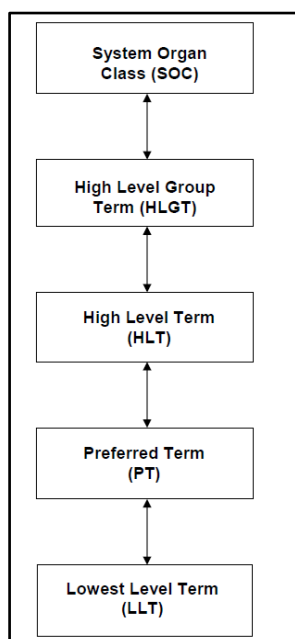 System Organ
Class (SOC)
High Level Group
Term (HLGT)
High Level Term
(HLT)
Preferred Term
(PT)
Lowest Level Term
(LLT)